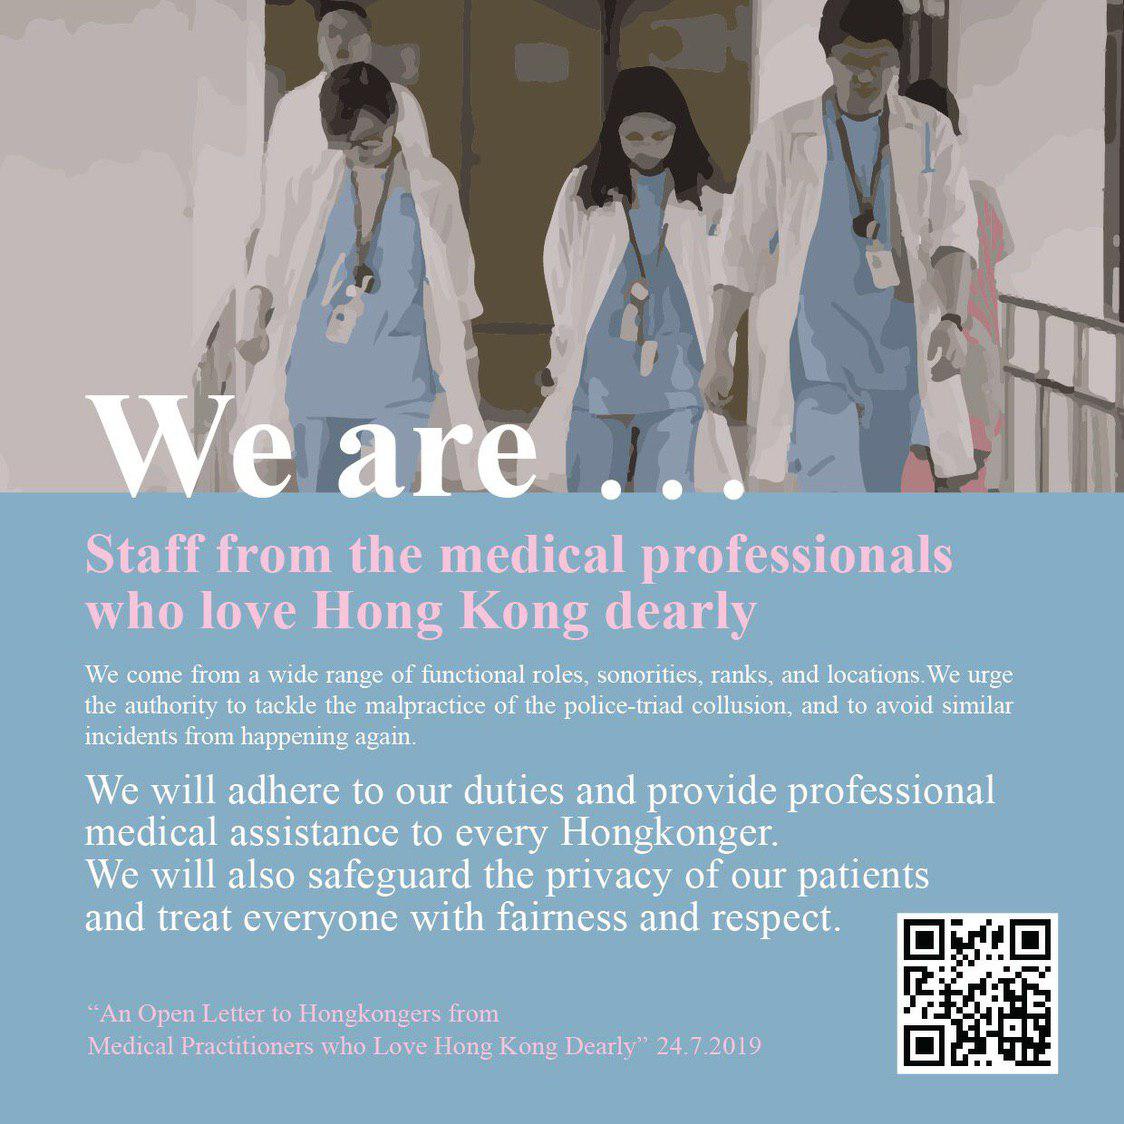 We are . . .
Staff from the medical professionals
who love Hong Kong dearly
We come from a wide range of functional roles, sonorities, ranks, and locations.We urge
the authority to tackle the malpractice of the police-triad collusion, and to avoid similar
incidents from happening again.
We will adhere to our duties and provide professional
medical assistance to every Hongkonger.
We will also safeguard the privacy of our patients
and treat everyone with fairness and respect.
“An Open Letter to Hongkongers from
Medical Practitioners who Love Hong Kong Dearly” 24.7.2019